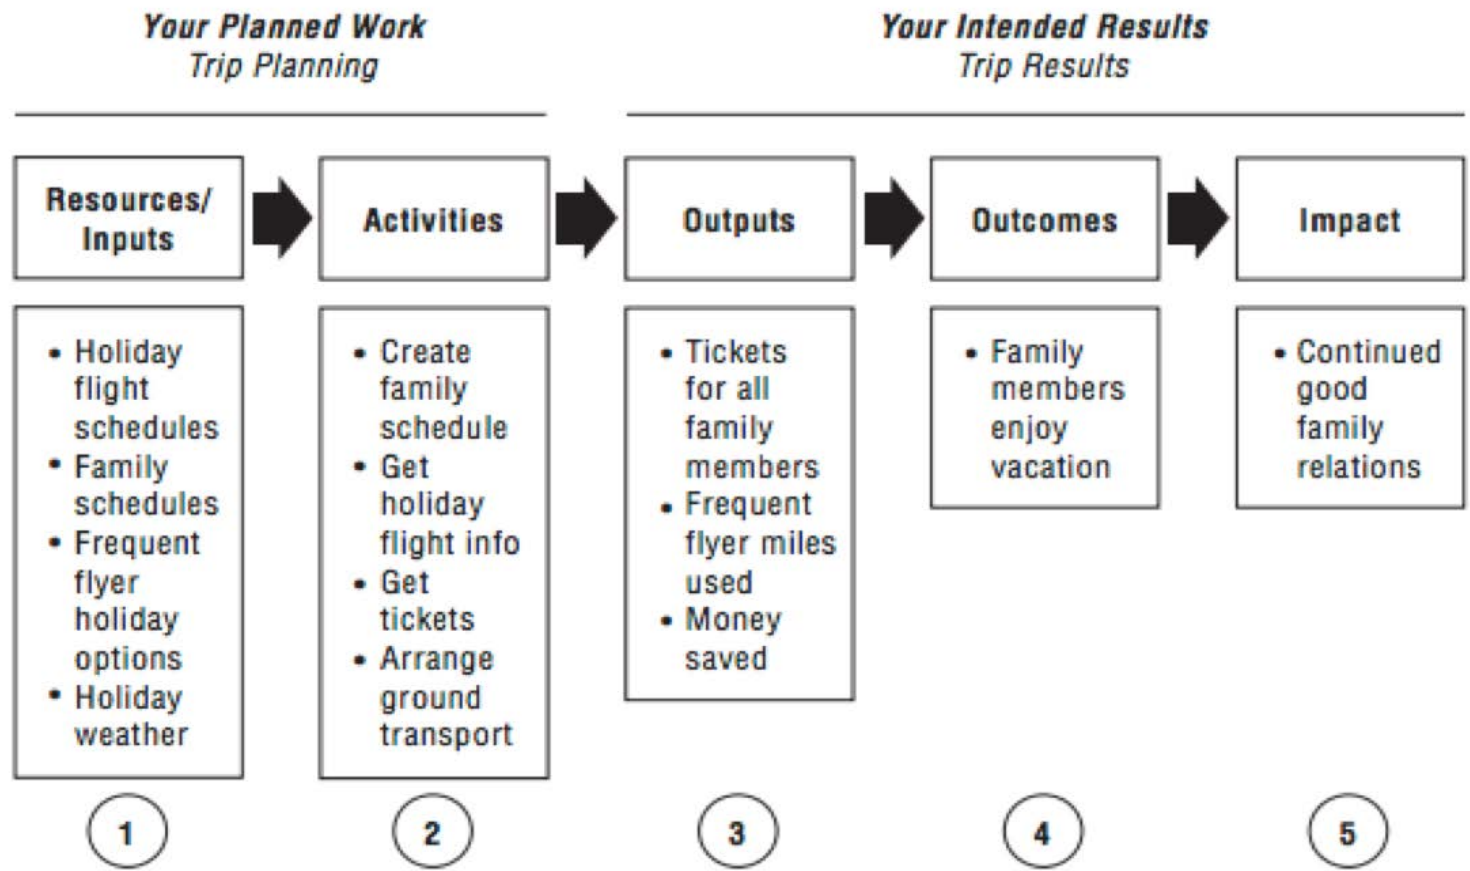 Your Planned Work
Trip Planning
Your Intended Results
Trip Results
Resources/
Inputs
Activities
Outputs
Outcomes
Impact
• Holiday
flight
schedules
• Family
schedules
• Frequent
flyer
holiday
options
• Holiday
weather
• Create
family
schedule
• Get
holiday
flight info
• Get
tickets
• Arrange
ground
transport
• Tickets
for all
family
members
• Frequent
flyer miles
used
• Money
saved
• Family
members
enjoy
vacation
• Continued
good
family
relations
1
2
3
4
5